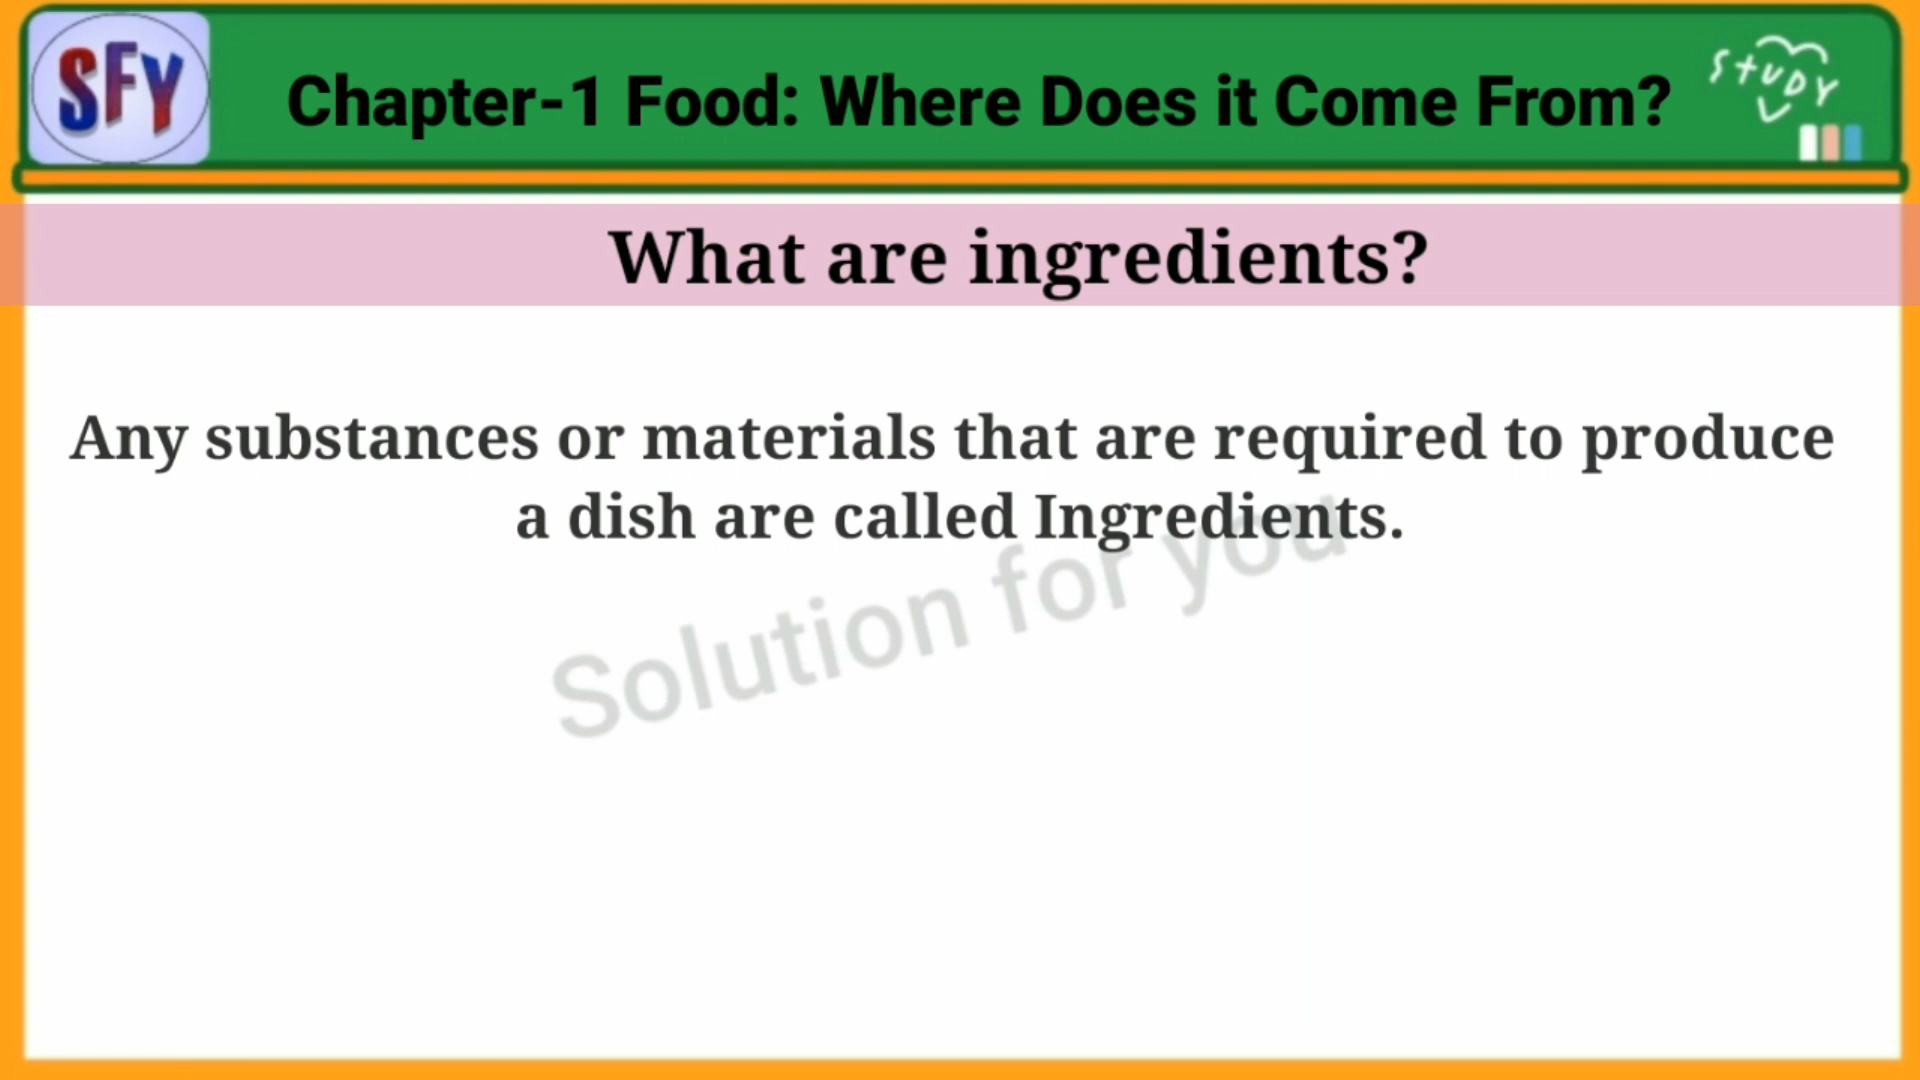 SFY
Chapter-1 Food: Where Does it Come From?
STUDY
What are ingredients?
Any substances or materials that are required to produce
a dish are called Ingredients.
Solution for you